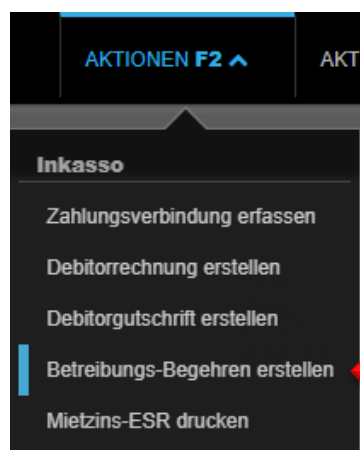 AKTIONEN F2 AKT
Inkasso
Zahlungsverbindung erfassen
Debitorrechnung erstellen
Debitorgutschrift erstellen
Betreibungs-Begehren erstellen
Mietzins-ESR drucken